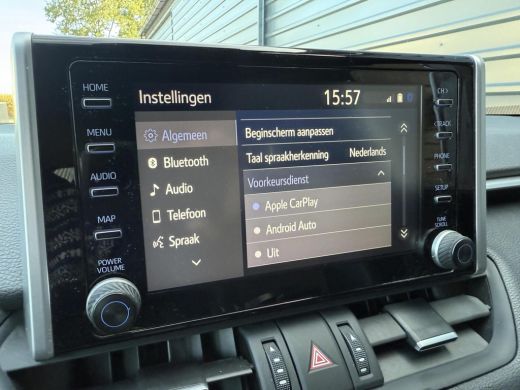 HOME
MENU
AUDIO
MAP
POWER
VOLUME
Instellingen
15:57
Algemeen
Bluetooth
Audio
Telefoon
Spraak
Beginscherm aanpassen
Taal spraakherkenning Nederlands
Voorkeursdienst
Apple CarPlay
Android Auto
Uit
CH >
< TRACK
PHONE
SETUP
TUNE
SCROLL